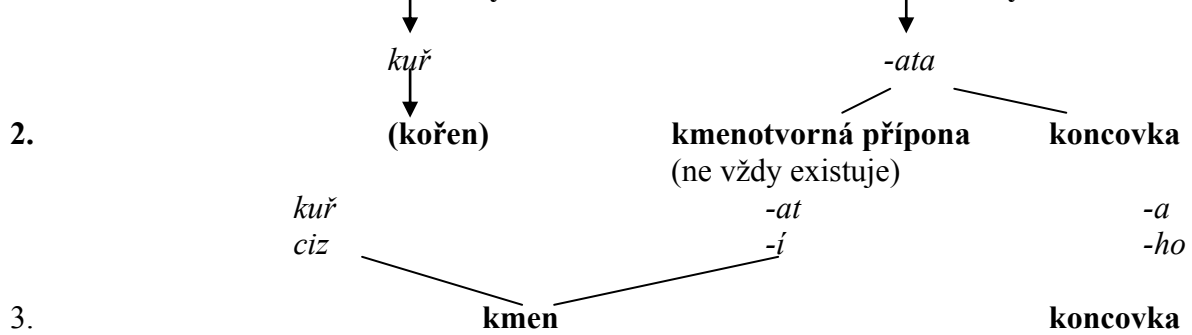 kuř -ata
2. (kořen) kmenotvorná přípona koncovka
(ne vždy existuje)
kuř -at -a
ciz -í -ho
3. kmen koncovka